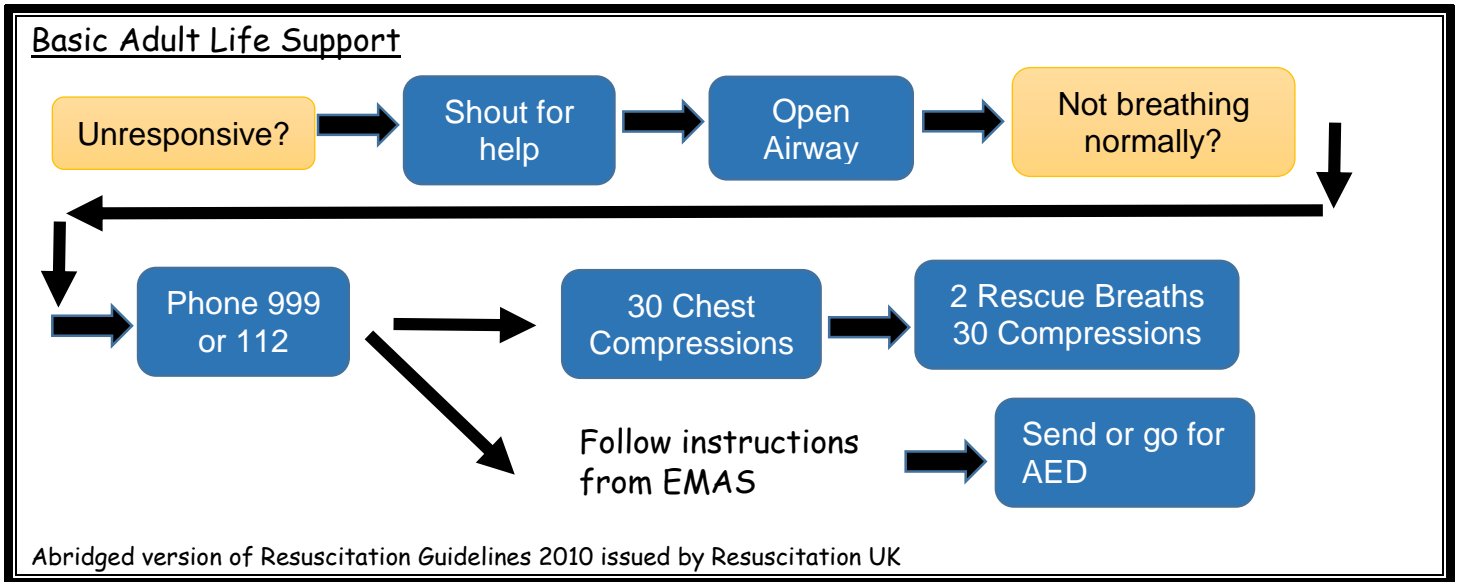 Basic Adult Life Support
Unresponsive?
Shout for
help
Open
Airway
Not breathing
normally?
Phone 999
or 112
30 Chest
Compressions
2 Rescue Breaths
30 Compressions
Follow instructions
from EMAS
Send or go for
AED
Abridged version of Resuscitation Guidelines 2010 issued by Resuscitation UK